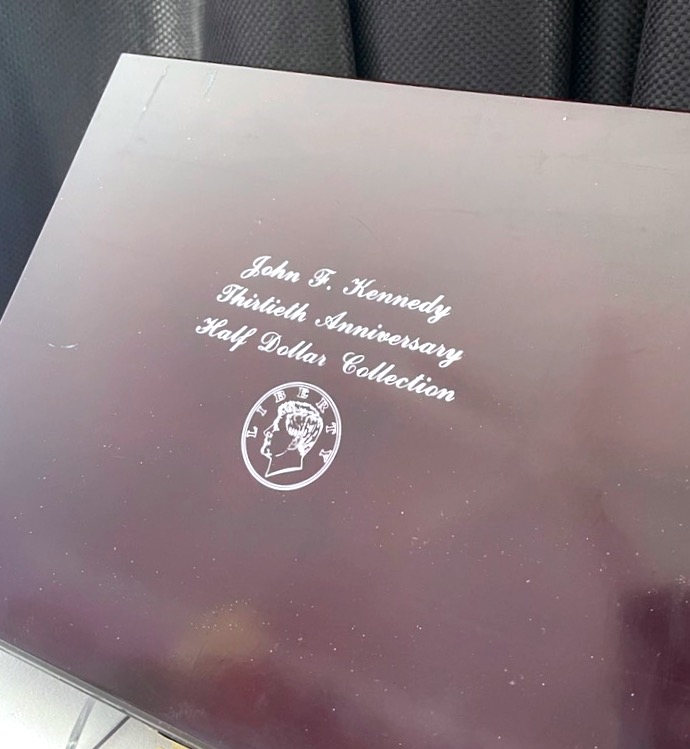 John F. Kennedy
Thirtieth Anniversary
Half Dollar Collection
LIBERTY